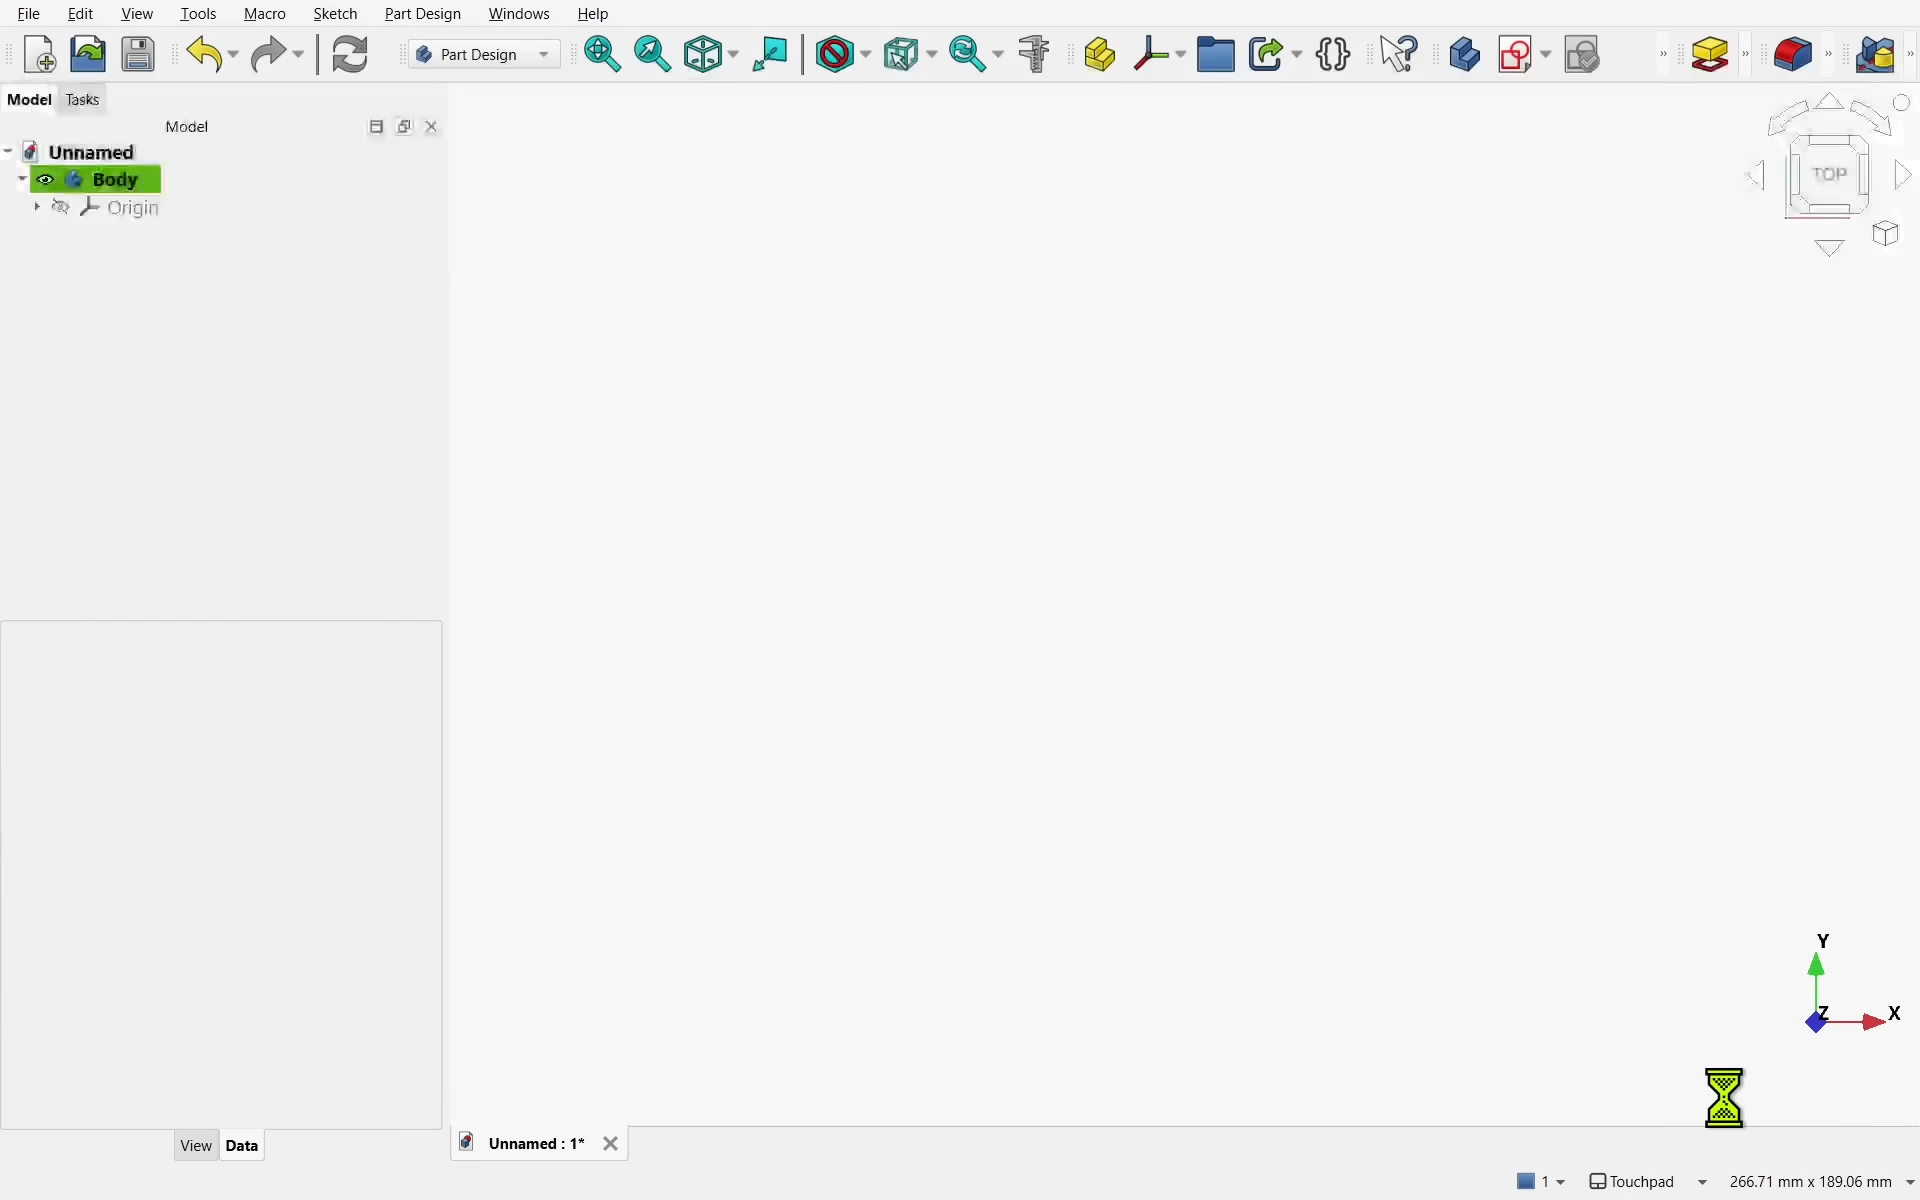 File Edit View Tools Macro Sketch Part Design Windows Help
Part Design
Model Tasks
Model
Unnamed
Body
Origin
TOP
Y
Z X
View Data
Unnamed : 1*
1 Touchpad 266.71 mm x 189.06 mm